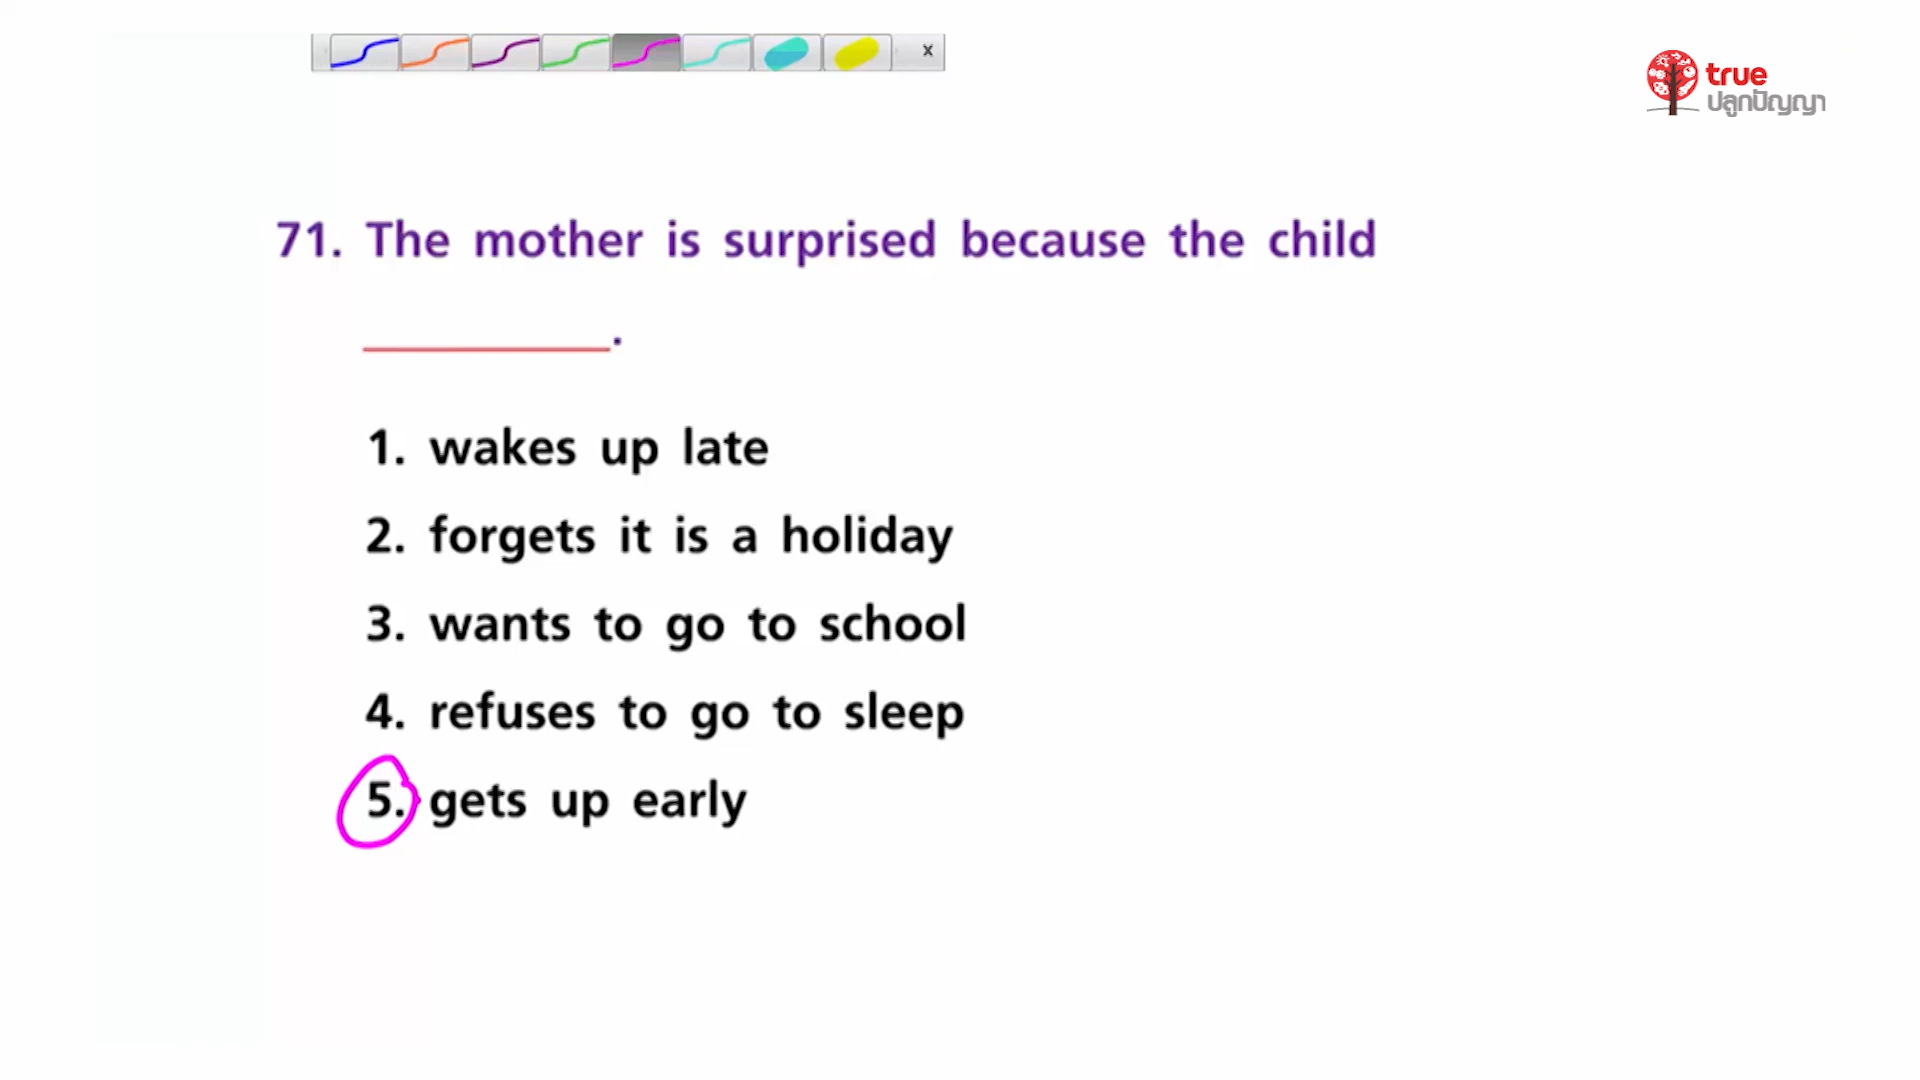 x
true
ปลูกปัญญา
71. The mother is surprised because the child
__________.
1. wakes up late
2. forgets it is a holiday
3. wants to go to school
4. refuses to go to sleep
5. gets up early